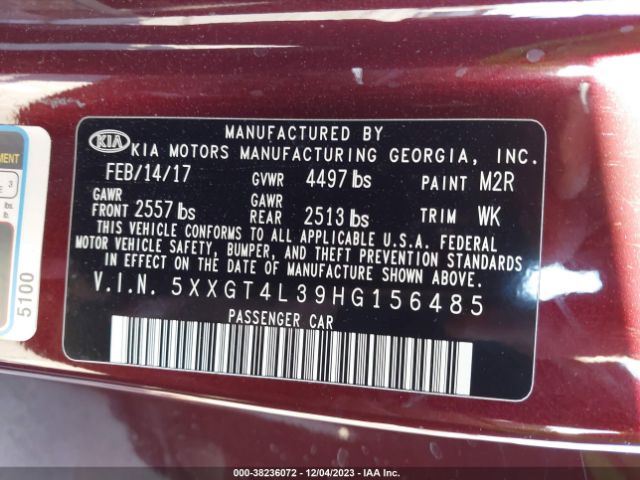 MANUFACTURED BY
KIA KIA MOTORS MANUFACTURING GEORGIA, INC.
FEB/14/17 GVWR 4497 lbs PAINT M2R
GAWR FRONT 2557 lbs GAWR REAR 2513 lbs TRIM WK
THIS VEHICLE CONFORMS TO ALL APPLICABLE U.S.A. FEDERAL
MOTOR VEHICLE SAFETY, BUMPER, AND THEFT PREVENTION STANDARDS
IN EFFECT ON THE DATE OF MANUFACTURE SHOWN ABOVE.
V.I.N. 5XXGT4L39HG156485
PASSENGER CAR
5100
000-38236072 - 12/04/2023 - IAAI.COM